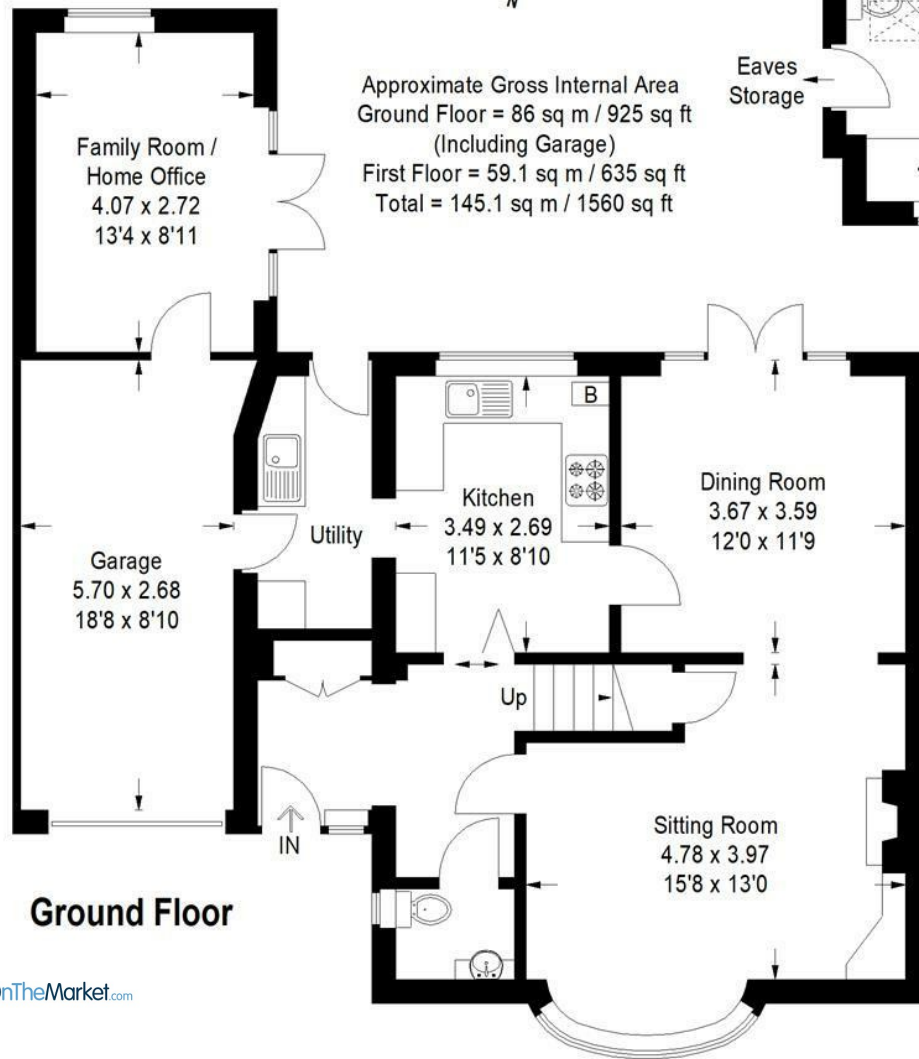 N
Approximate Gross Internal Area
Ground Floor = 86 sq m / 925 sq ft
(Including Garage)
First Floor = 59.1 sq m / 635 sq ft
Total = 145.1 sq m / 1560 sq ft
Eaves
Storage
Family Room /
Home Office
4.07 x 2.72
13'4 x 8'11
B
Kitchen
3.49 x 2.69
11'5 x 8'10
Dining Room
3.67 x 3.59
12'0 x 11'9
Utility
Garage
5.70 x 2.68
18'8 x 8'10
Up
IN
Sitting Room
4.78 x 3.97
15'8 x 13'0
Ground Floor
nTheMarket.com